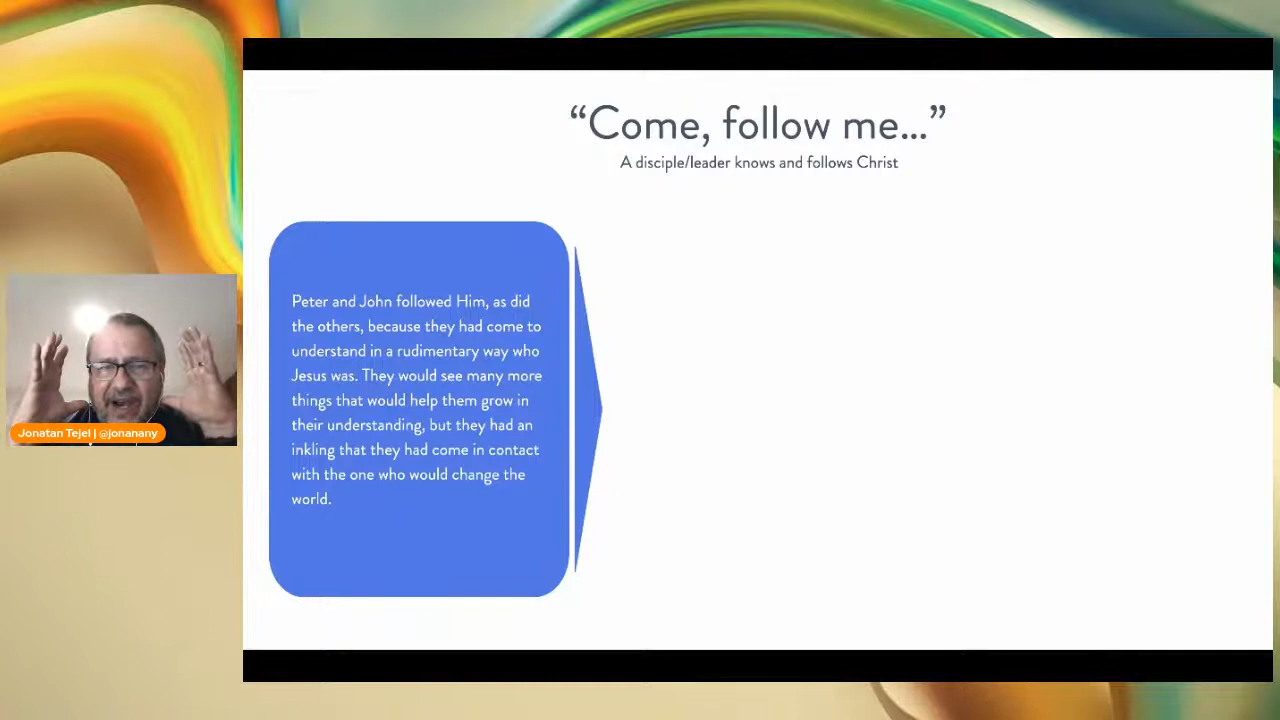 “Come, follow me...”
A disciple/leader knows and follows Christ
Peter and John followed Him, as did
the others, because they had come to
understand in a rudimentary way who
Jesus was. They would see many more
things that would help them grow in
their understanding, but they had an
inkling that they had come in contact
with the one who would change the
world.
Jonatan Tejel | @jonanany